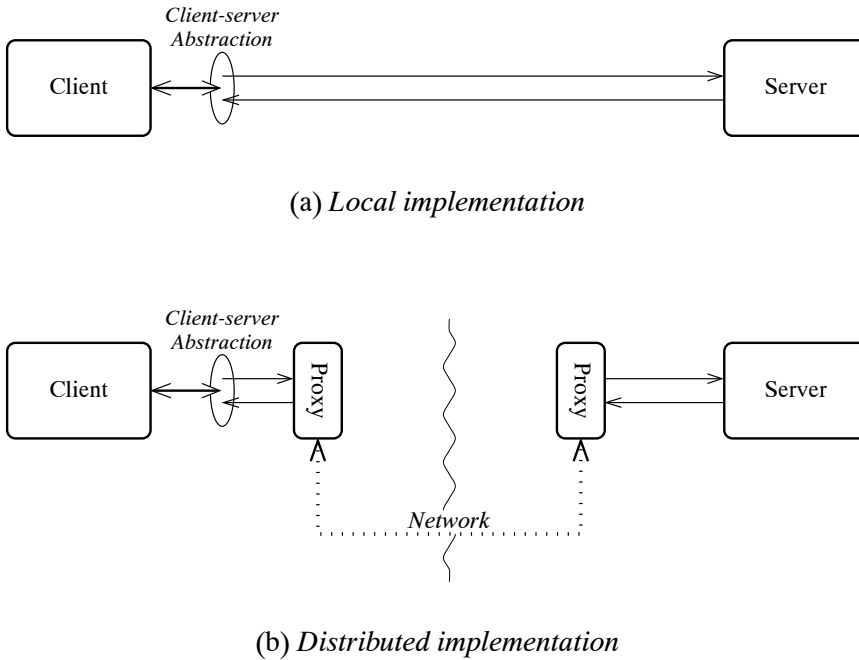 Client-server
Abstraction
Client
Server
(a) Local implementation
Client-server
Abstraction
Client
Proxy
Proxy
Server
Network
(b) Distributed implementation